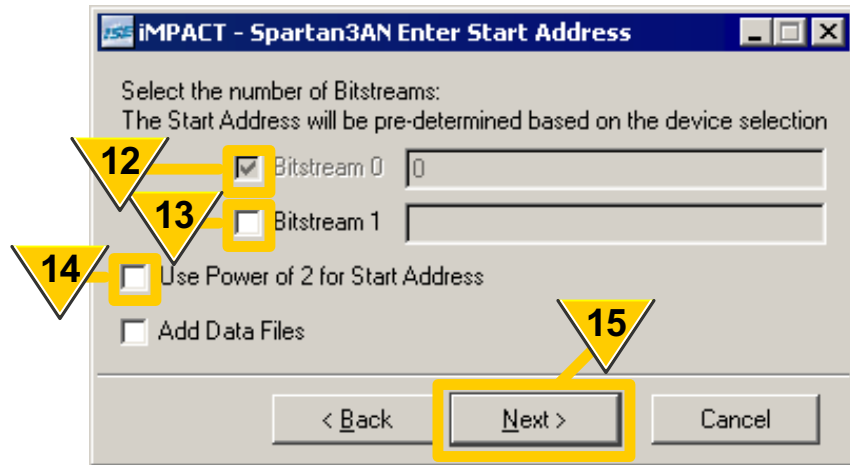 ISE iMPACT - Spartan3AN Enter Start Address
Select the number of Bitstreams:
The Start Address will be pre-determined based on the device selection
12 Bitstream 0 0
13 Bitstream 1
14 Use Power of 2 for Start Address
Add Data Files
15
< Back Next > Cancel